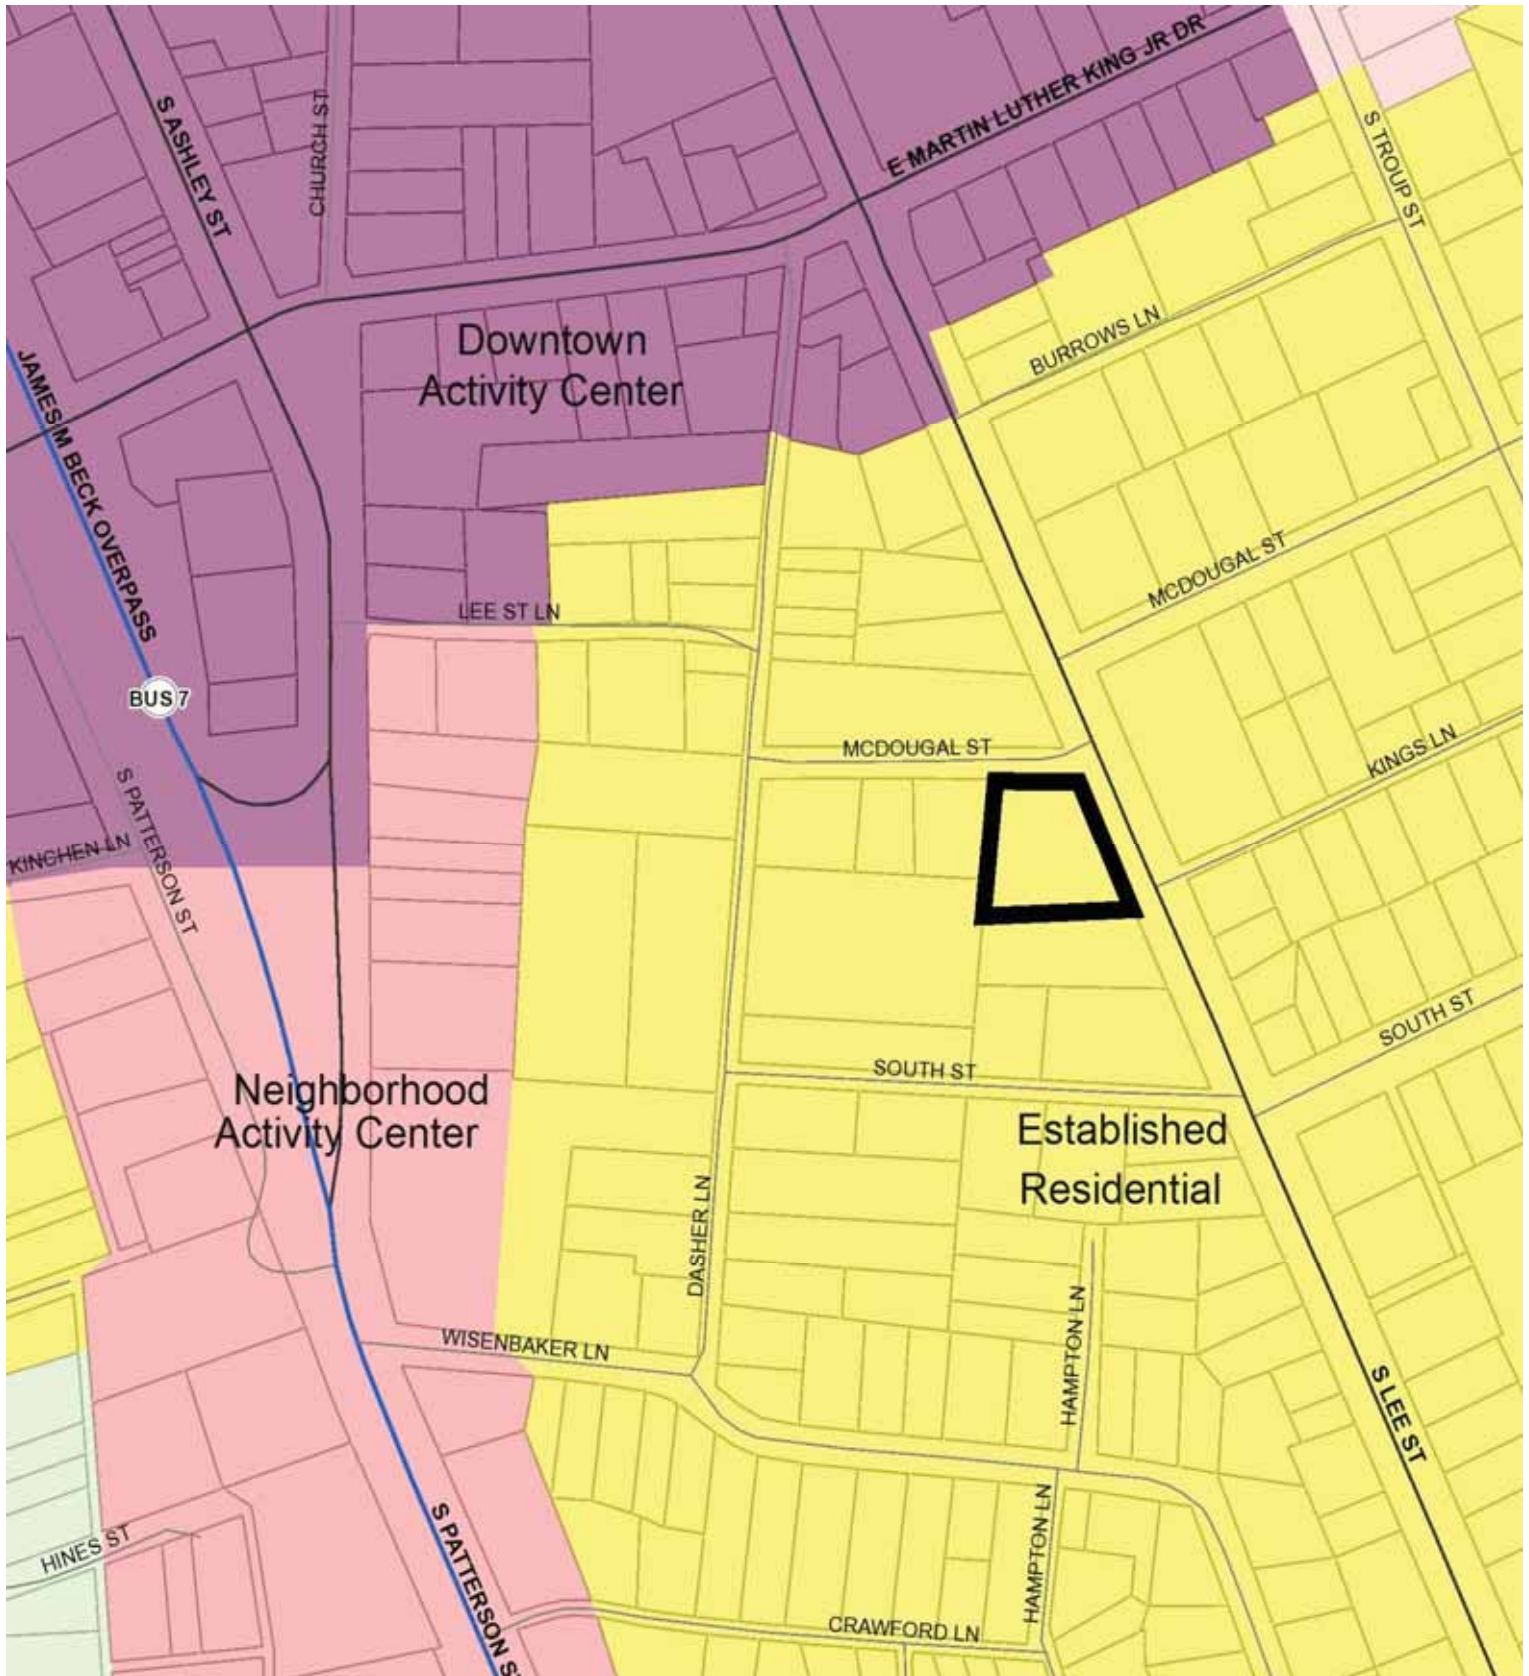 E MARTIN LUTHER KING JR DR
S ASHLEY ST
CHURCH ST
S TROUP ST
BURROWS LN
Downtown
Activity Center
JAMES M BECK OVERPASS
MCDOUGAL ST
LEE ST LN
BUS 7
MCDOUGAL ST
KINGS LN
S PATTERSON ST
KINCHEN LN
SOUTH ST
SOUTH ST
Neighborhood
Activity Center
Established
Residential
DASHER LN
HAMPTON LN
WISENBAKER LN
S LEE ST
HINES ST
S PATTERSON ST
HAMPTON LN
CRAWFORD LN